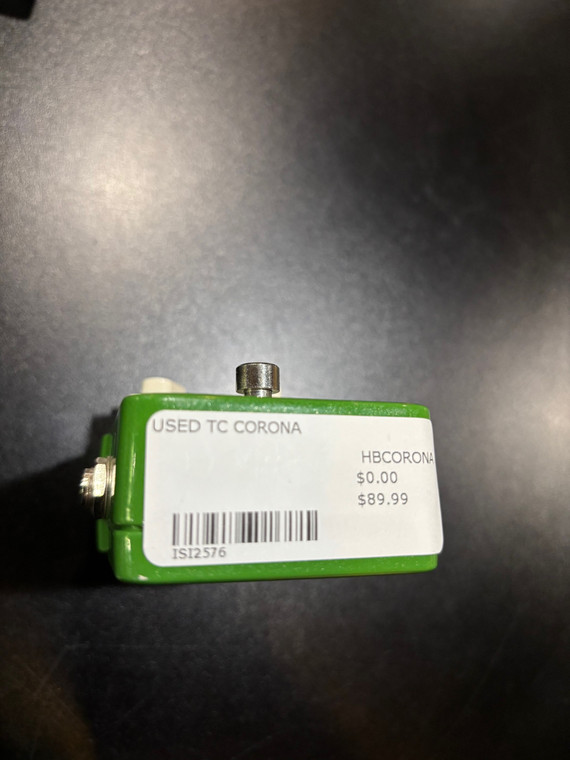 USED TC CORONA
HBCORONA
$0.00
$89.99
ISI2576